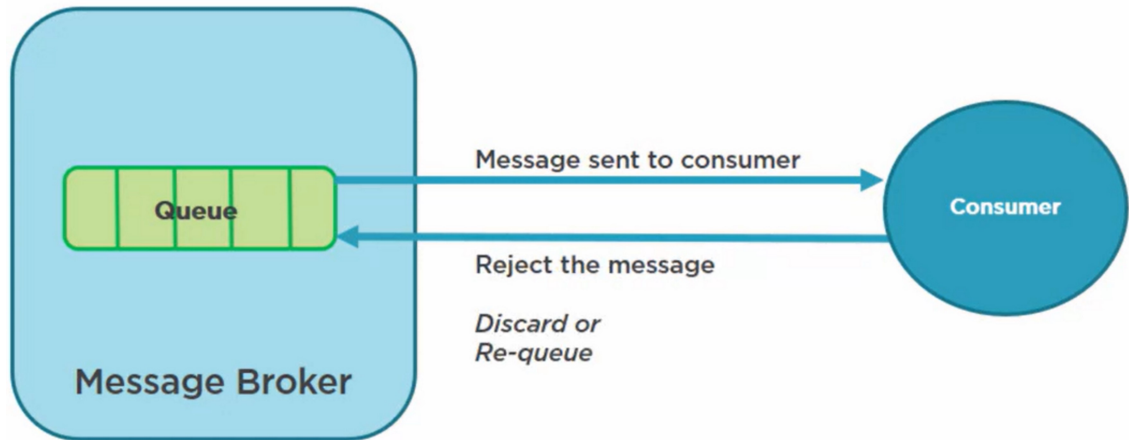 Message sent to consumer
Queue
Consumer
Reject the message
Discard or
Re-queue
Message Broker